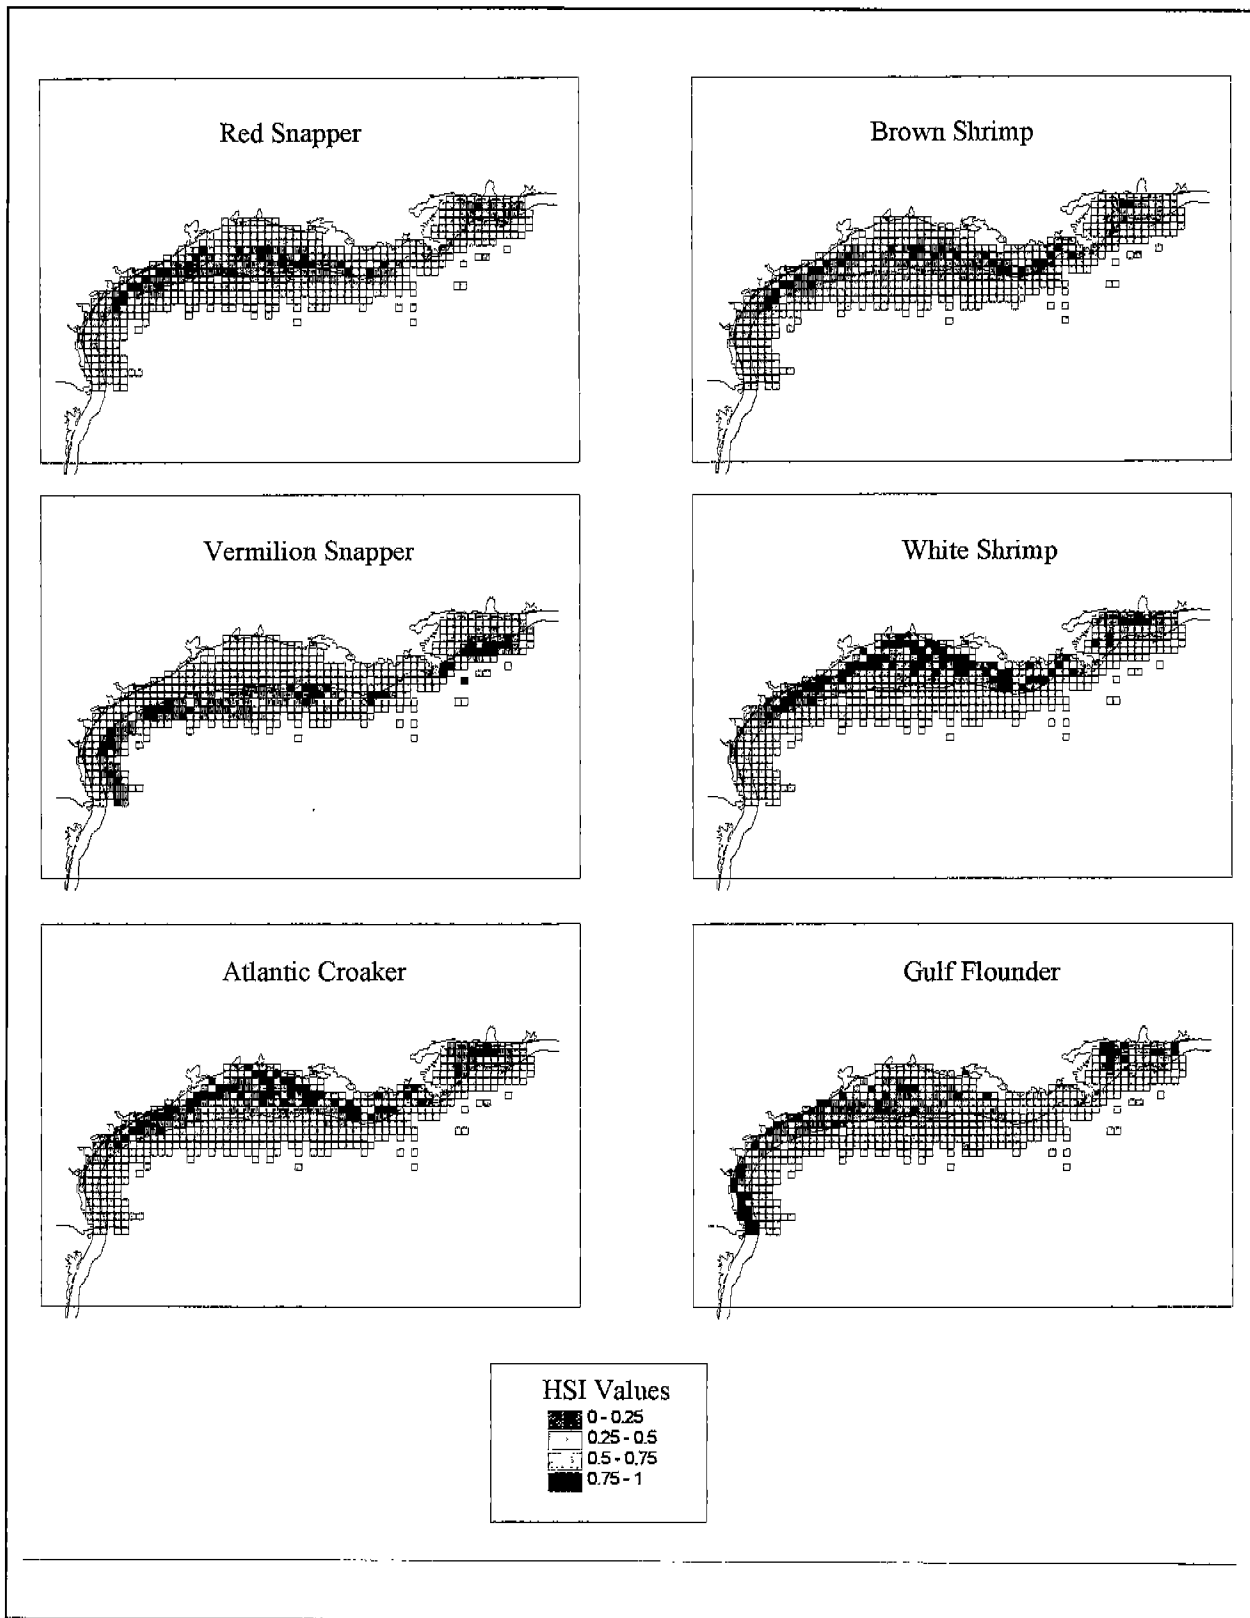 Red Snapper
Brown Shrimp
Vermilion Snapper
White Shrimp
Atlantic Croaker
Gulf Flounder
HSI Values
0 - 0.25
0.25 - 0.5
0.5 - 0.75
0.75 - 1